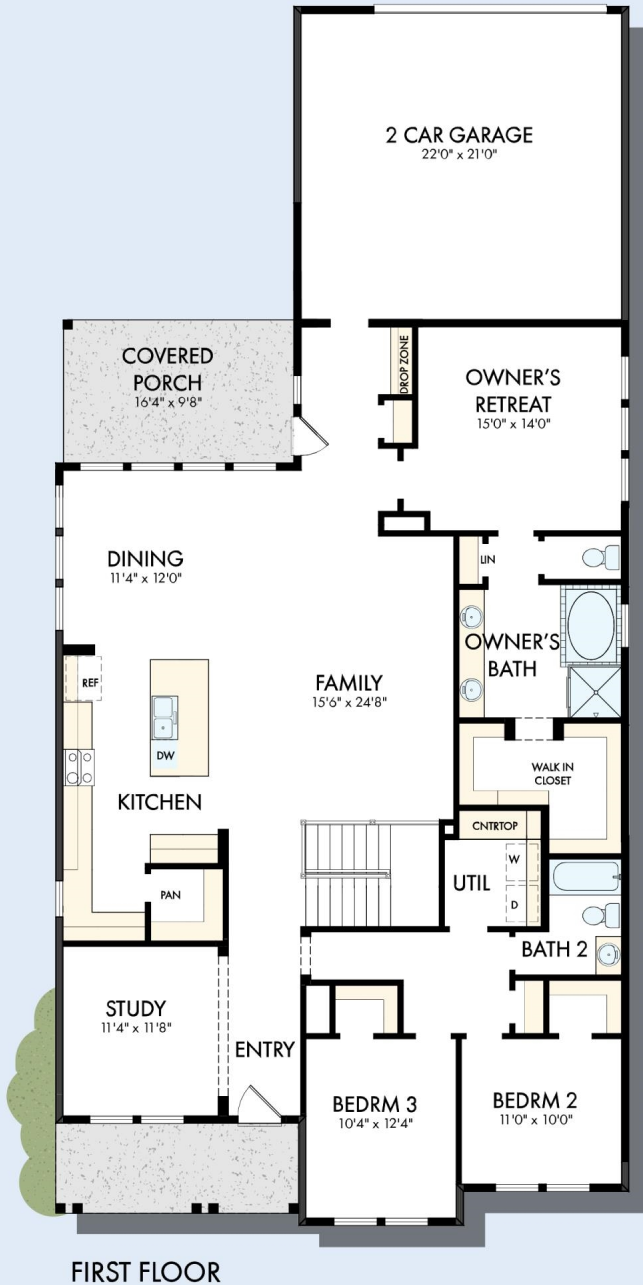 2 CAR GARAGE
22'0" x 21'0"
COVERED
PORCH
16'4" x 9'8"
DROP ZONE
OWNER'S
RETREAT
15'0" x 14'0"
DINING
11'4" x 12'0"
LIN
OWNER'S
BATH
REF
FAMILY
15'6" x 24'8"
DW
KITCHEN
WALK IN
CLOSET
CNTRTOP
W
UTIL
D
PAN
BATH 2
STUDY
11'4" x 11'8"
ENTRY
BEDRM 3
10'4" x 12'4"
BEDRM 2
11'0" x 10'0"
FIRST FLOOR